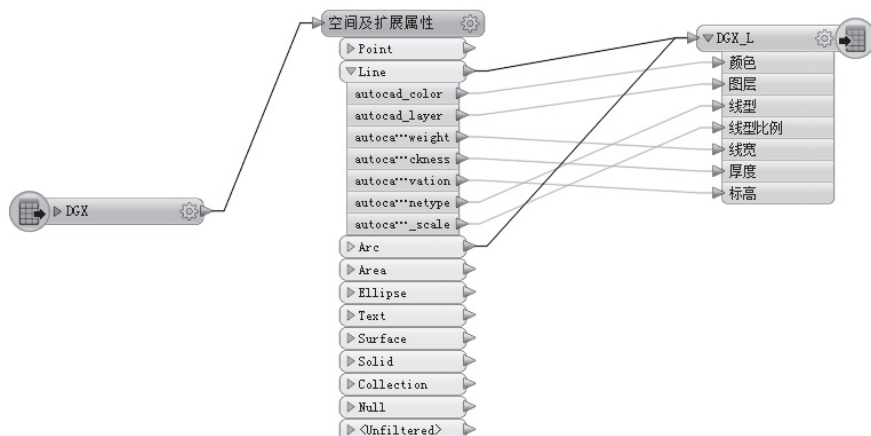 DGX
空间及扩展属性
Point
Line
autocad_color
autocad_layer
autoca…weight
autoca…ckness
autoca…vation
autoca…netype
autoca…_scale
Arc
Area
Ellipse
Text
Surface
Solid
Collection
Null
<Unfiltered>
DGX_L
颜色
图层
线型
线型比例
线宽
厚度
标高